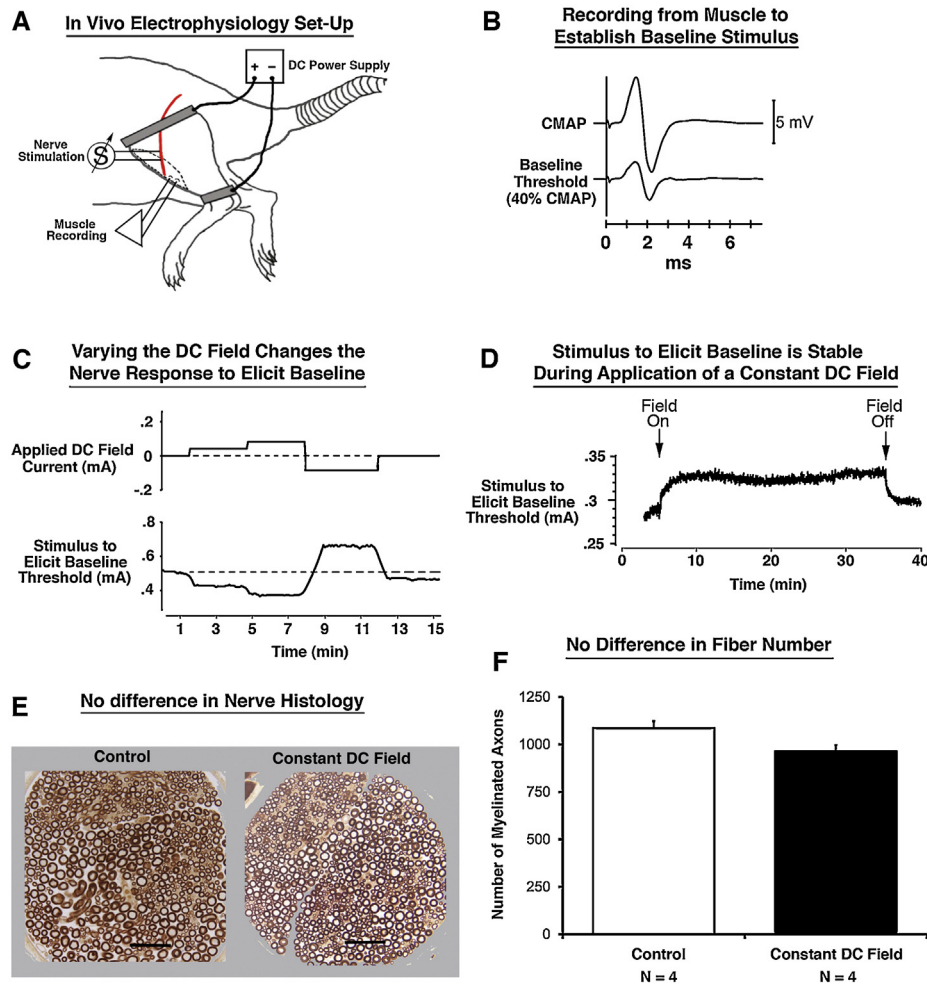 A
In Vivo Electrophysiology Set-Up
+ −
DC Power Supply
Nerve
Stimulation
S
Muscle
Recording
B
Recording from Muscle to
Establish Baseline Stimulus
CMAP
5 mV
Baseline
Threshold
(40% CMAP)
0 2 4 6
ms
C
Varying the DC Field Changes the
Nerve Response to Elicit Baseline
.2
Applied DC Field
Current (mA)
0
-.2
.8
Stimulus to
Elicit Baseline
Threshold (mA)
.6
.4
1 3 5 7 9 11 13 15
Time (min)
D
Stimulus to Elicit Baseline is Stable
During Application of a Constant DC Field
Field
On
Field
Off
.35
Stimulus to
Elicit Baseline
Threshold (mA)
.3
.25
0 10 20 30 40
Time (min)
E
No difference in Nerve Histology
Control
Constant DC Field
F
No Difference in Fiber Number
Number of Myelinated Axons
1250
1000
750
500
250
0
Control
N = 4
Constant DC Field
N = 4